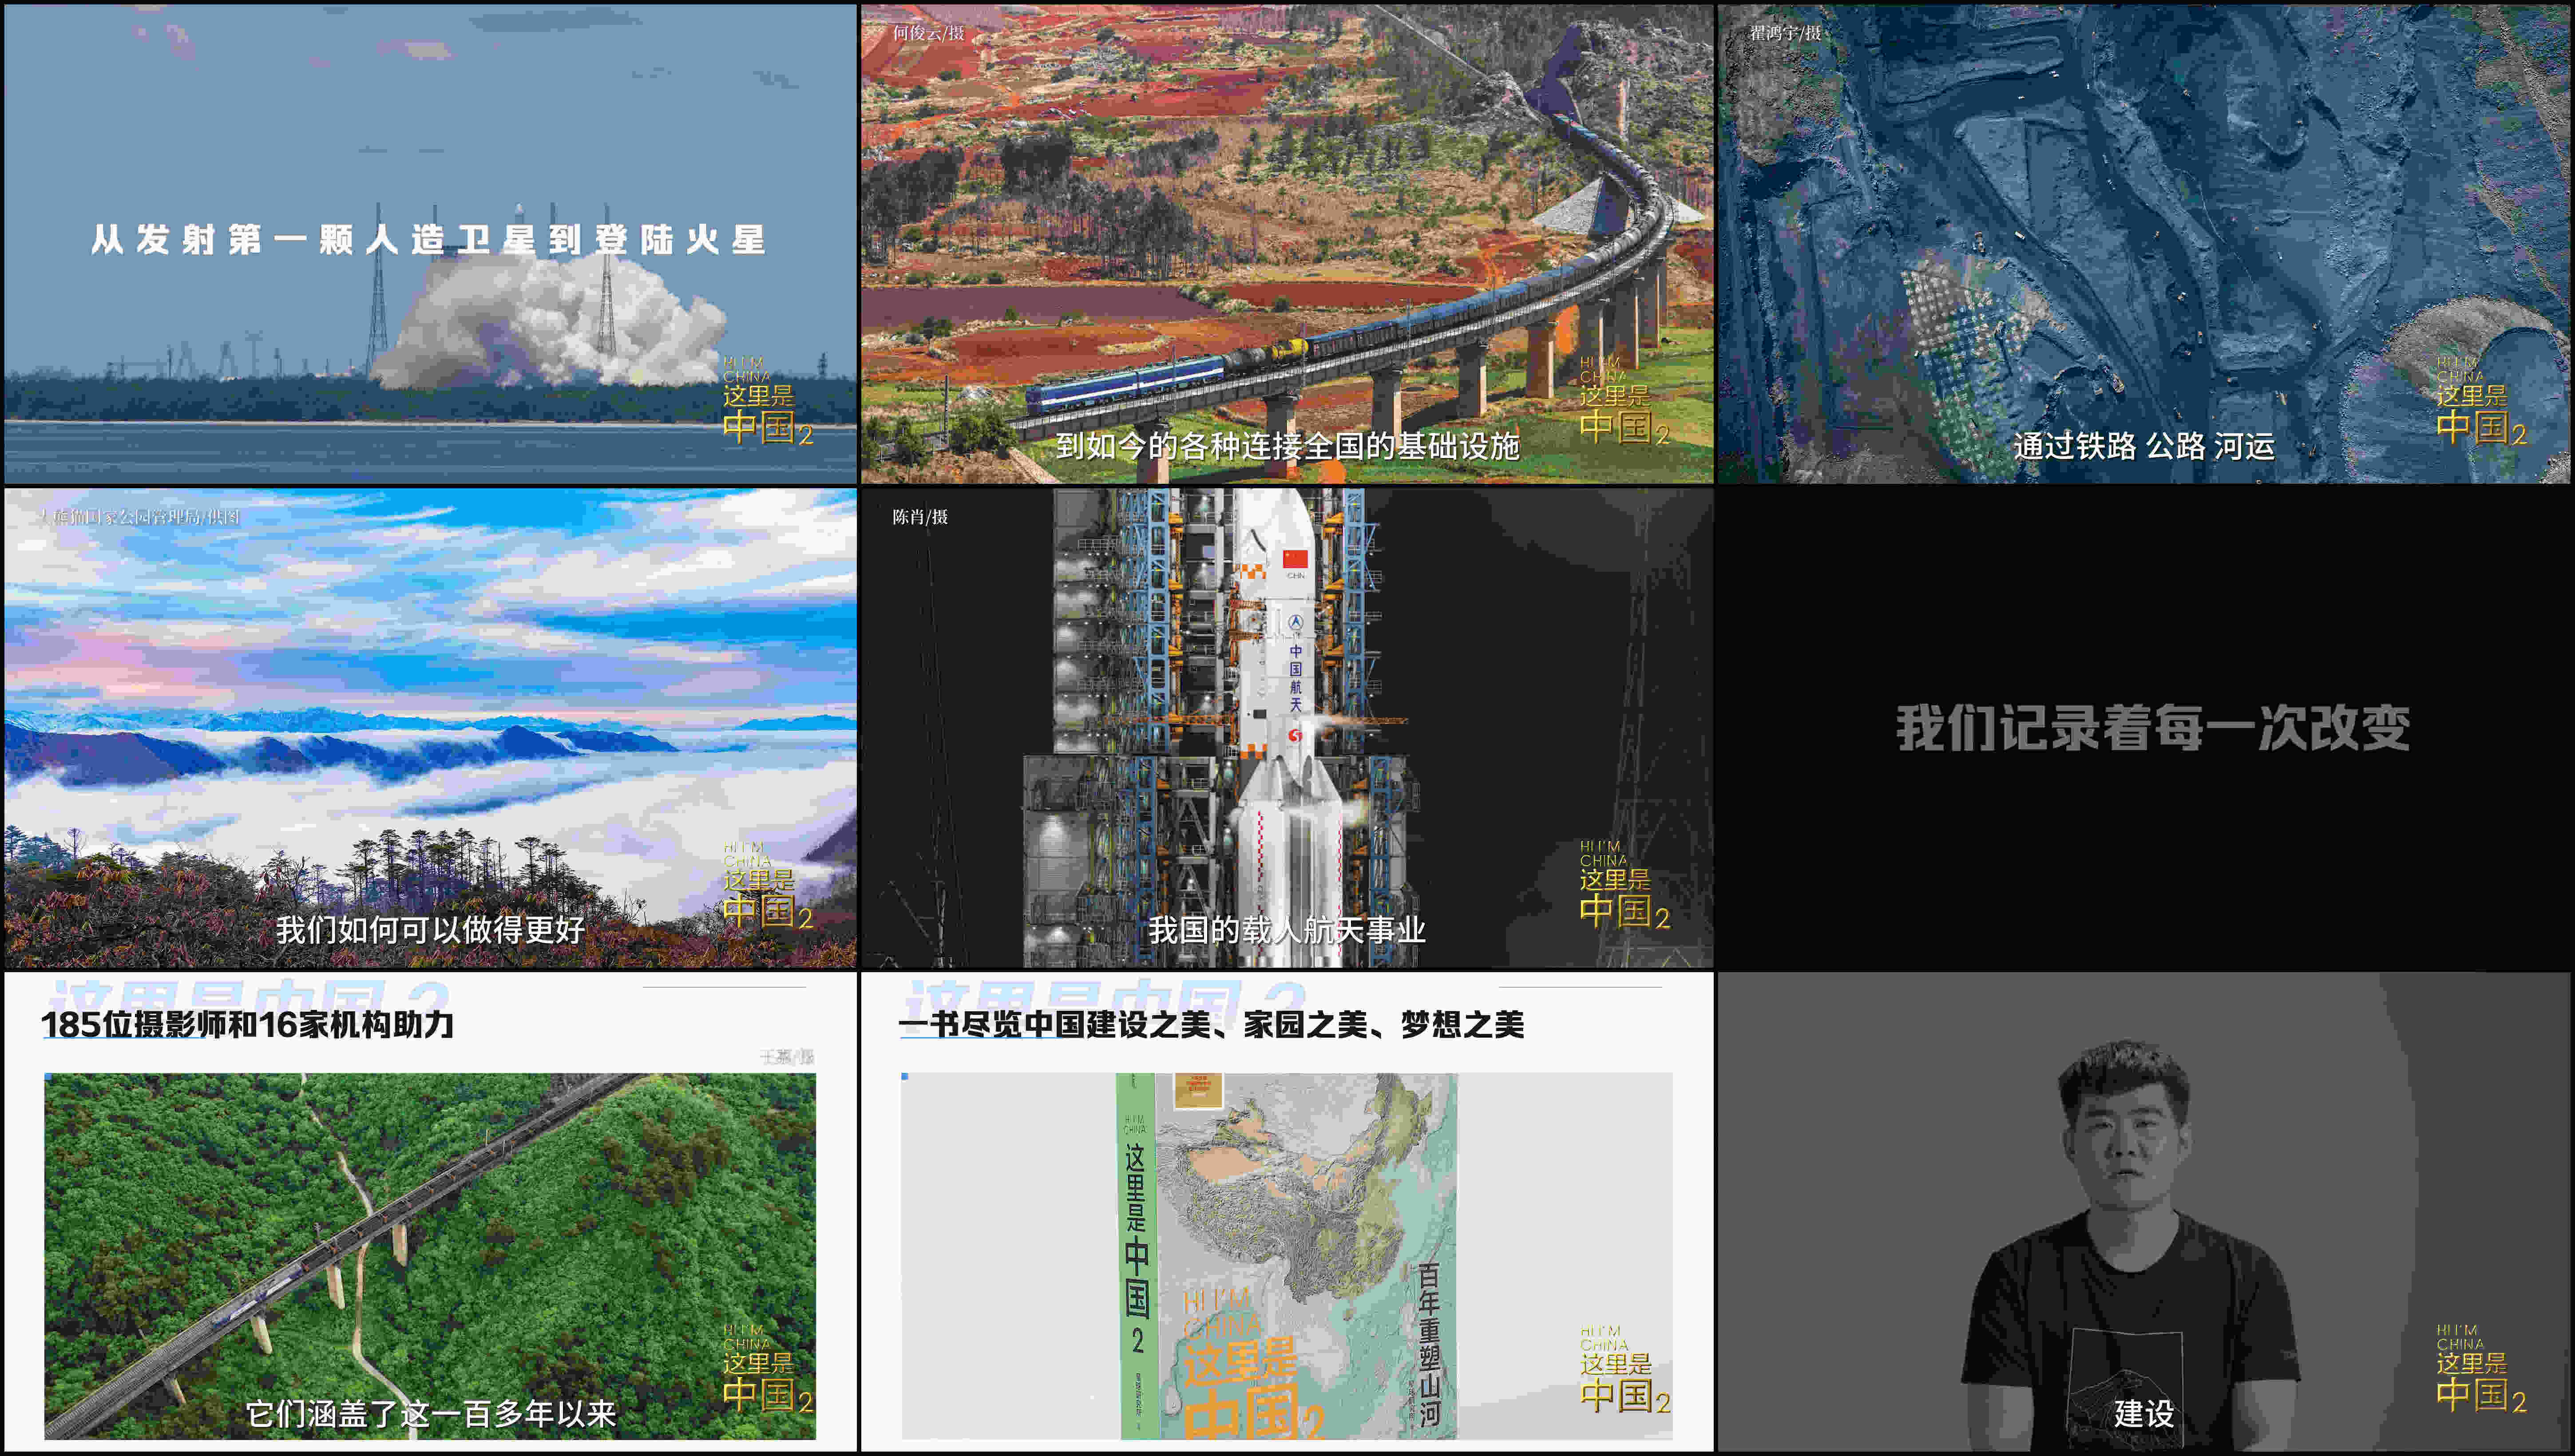 从发射第一颗人造卫星到登陆火星
HI I'M
CHINA
这里是
中国2
何俊云/摄
到如今的各种连接全国的基础设施
HI I'M
CHINA
这里是
中国2
翟鸿宇/摄
通过铁路 公路 河运
HI I'M
CHINA
这里是
中国2
熊猫国家公园管理局/供图
我们如何可以做得更好
HI I'M
CHINA
这里是
中国2
陈肖/摄
CHN
中国航天
我国的载人航天事业
HI I'M
CHINA
这里是
中国2
我们记录着每一次改变
这里是中国2
185位摄影师和16家机构助力
它们涵盖了这一百多年以来
HI I'M
CHINA
这里是
中国2
这里是中国2
一书尽览中国建设之美、家园之美、梦想之美
HI I'M
CHINA
这里是中国2
HI I'M
CHINA
这里是
中国2
百年重塑山河
HI I'M
CHINA
这里是
中国2
建设
HI I'M
CHINA
这里是
中国2